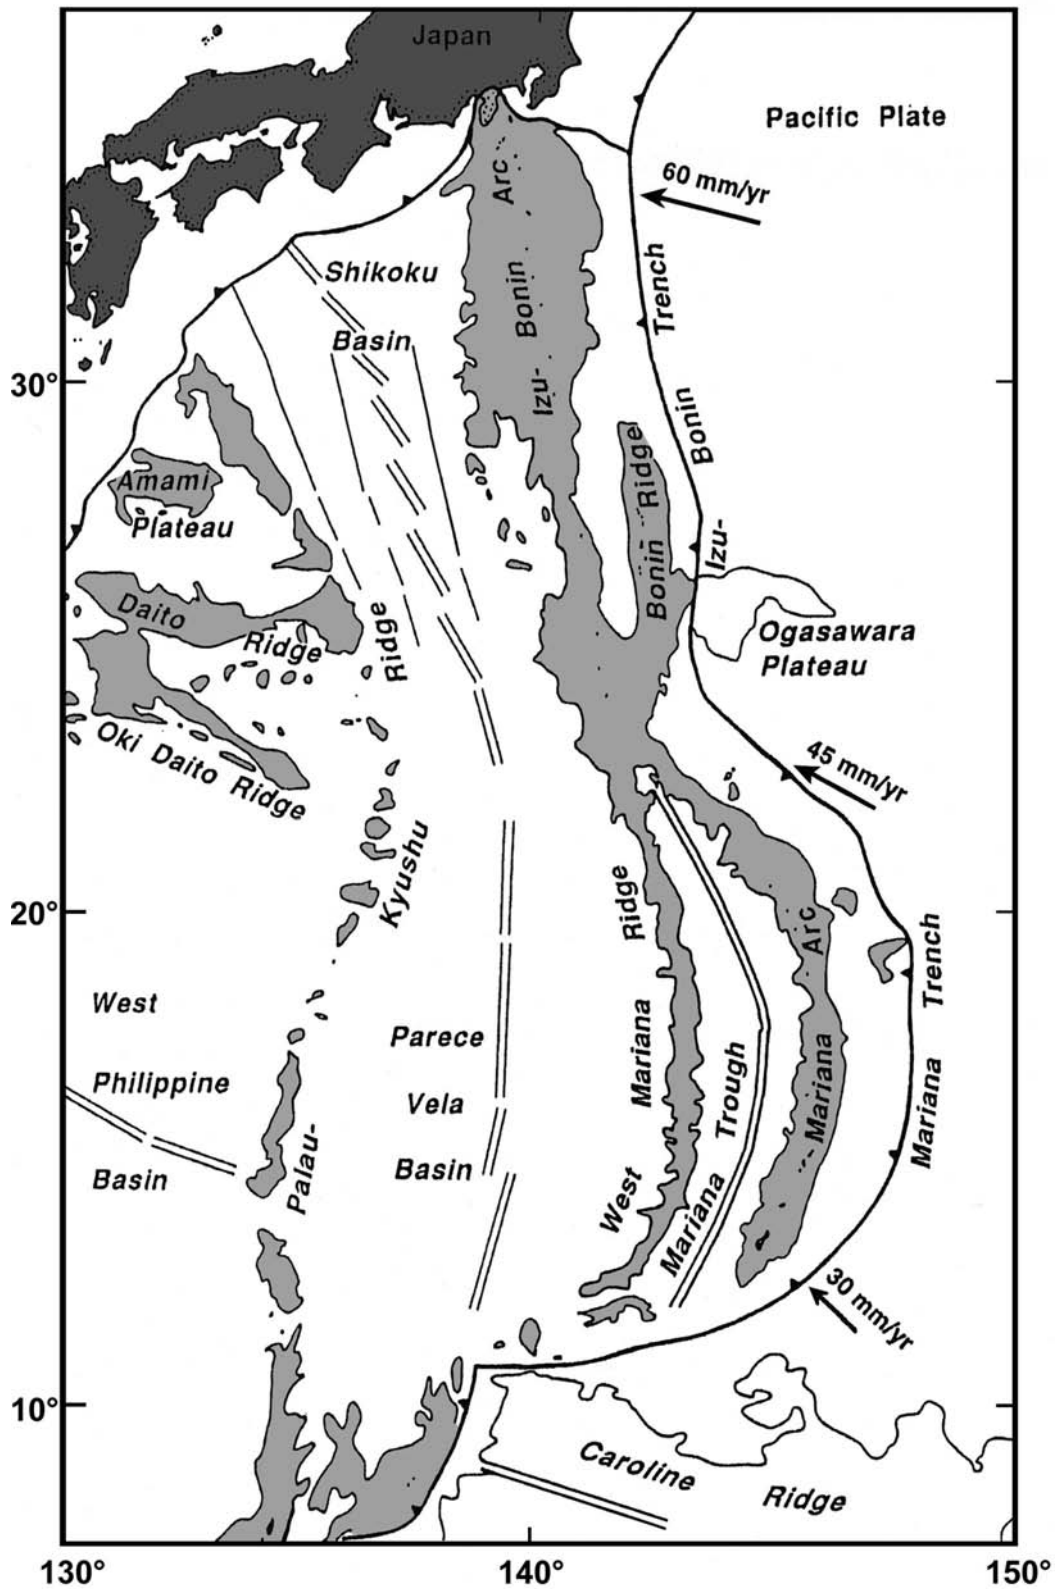 Japan
Pacific Plate
60 mm/yr
Arc
Bonin
Izu-
Trench
Bonin
Izu-
Shikoku
Basin
30°
Bonin Ridge
Amami
Plateau
Daito
Ridge
Ridge
Kyushu
Palau-
Ogasawara
Plateau
Oki Daito Ridge
45 mm/yr
20°
Ridge
Mariana
West
Arc
Mariana
Trench
Mariana
West
Philippine
Basin
Parece
Vela
Basin
Trough
Mariana
30 mm/yr
10°
Caroline
Ridge
130°
140°
150°